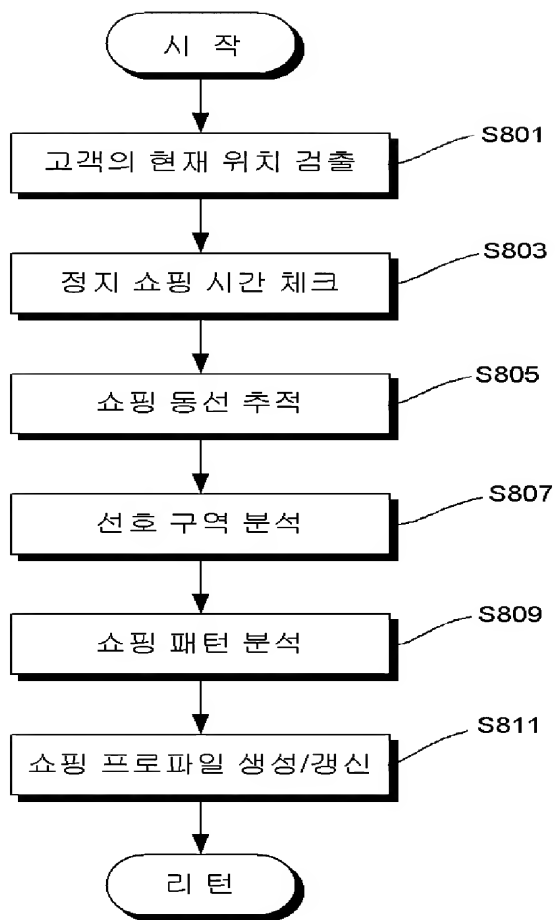 시 작
고객의 현재 위치 검출
S801
정지 쇼핑 시간 체크
S803
쇼핑 동선 추적
S805
선호 구역 분석
S807
쇼핑 패턴 분석
S809
쇼핑 프로파일 생성/갱신
S811
리 턴